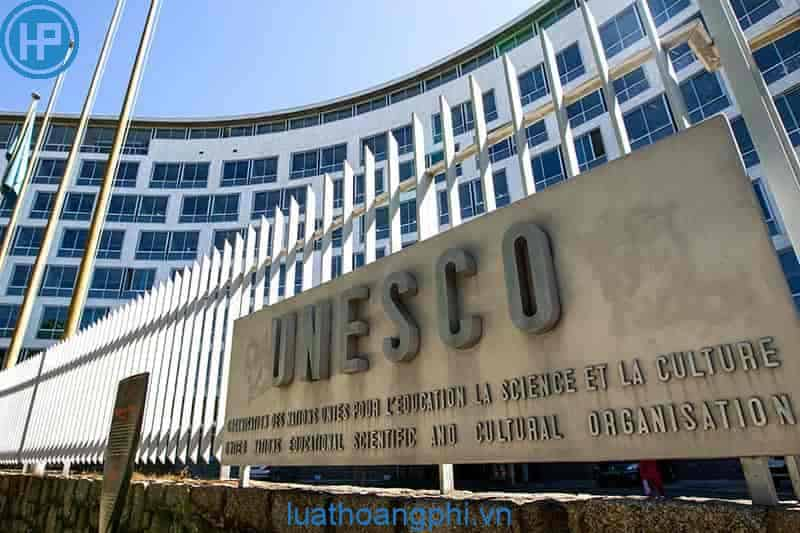 HP
UNESCO
ORGANISATION DES NATIONS UNIES POUR L'EDUCATION LA SCIENCE ET LA CULTURE
UNITED NATIONS EDUCATIONAL SCIENTIFIC AND CULTURAL ORGANISATION
luathoangphi.vn